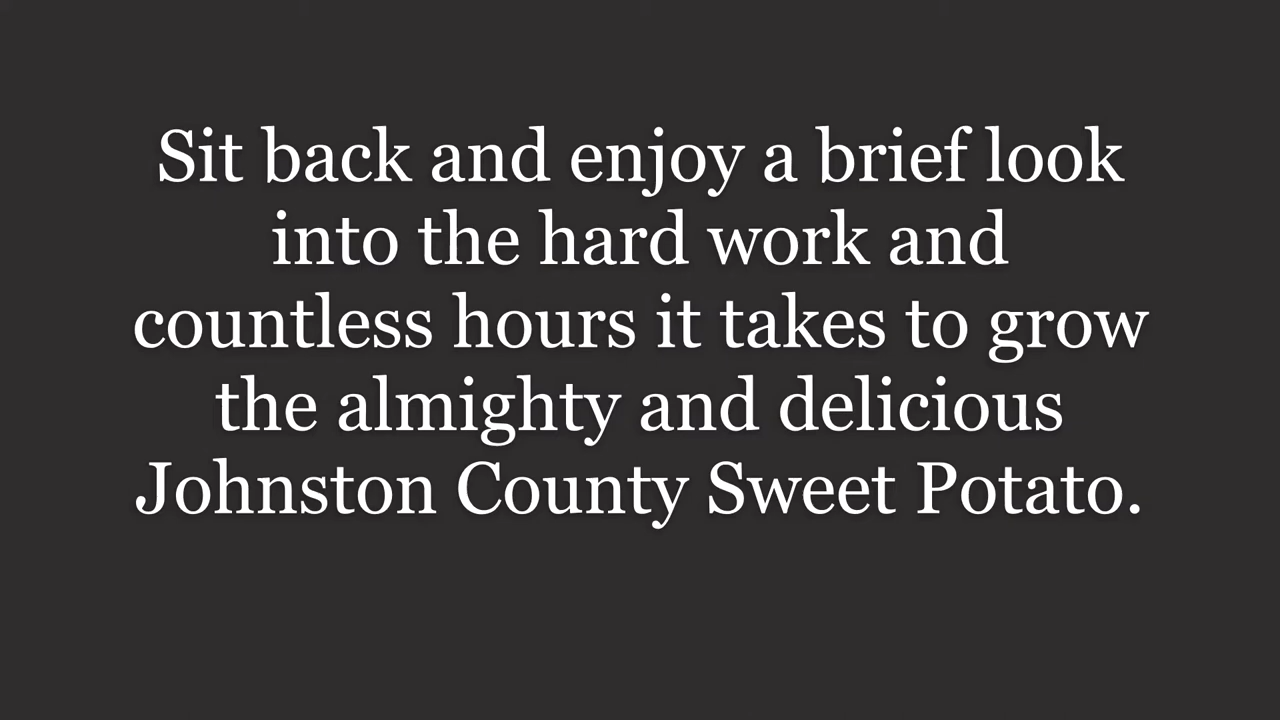 Sit back and enjoy a brief look
into the hard work and
countless hours it takes to grow
the almighty and delicious
Johnston County Sweet Potato.